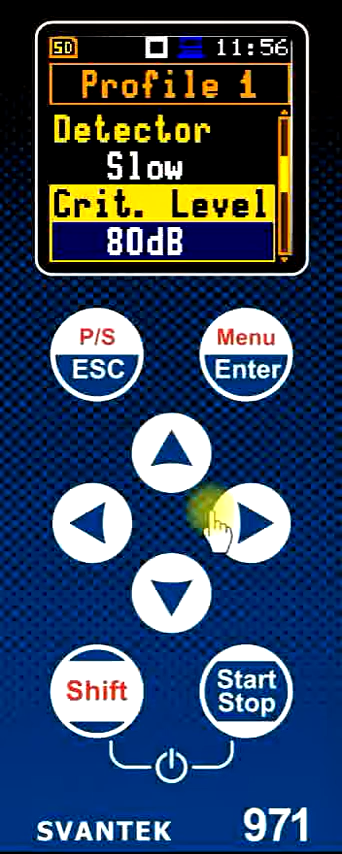 SD 11:56
Profile 1
Detector
Slow
Crit. Level
80dB
P/S
ESC
Menu
Enter
Shift
Start
Stop
SVANTEK 971